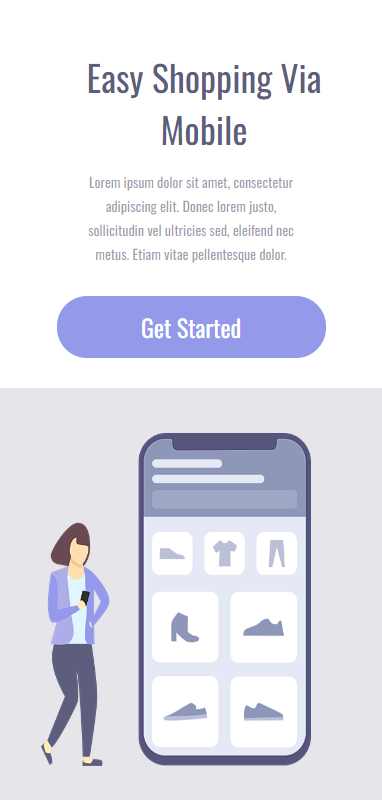 Easy Shopping Via
Mobile
Lorem ipsum dolor sit amet, consectetur
adipiscing elit. Donec lorem justo,
sollicitudin vel ultricies sed, eleifend nec
metus. Etiam vitae pellentesque dolor.
Get Started